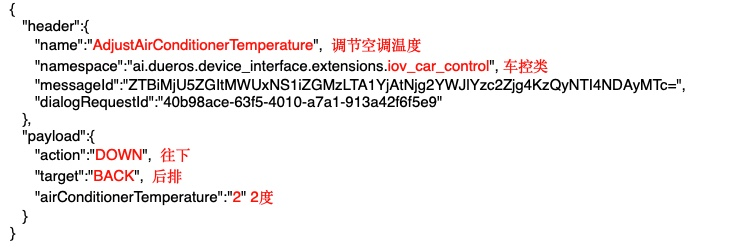 {
"header":{
"name":"AdjustAirConditionerTemperature", 调节空调温度
"namespace":"ai.dueros.device_interface.extensions.iov_car_control", 车控类
"messageId":"ZTBiMjU5ZGItMWUxNS1iZGMzLTA1YjAtNjg2YWJlYzc2Zjg4KzQyNTI4NDAyMTc=",
"dialogRequestId":"40b98ace-63f5-4010-a7a1-913a42f6f5e9"
},
"payload":{
"action":"DOWN", 往下
"target":"BACK", 后排
"airConditionerTemperature":"2" 2度
}
}